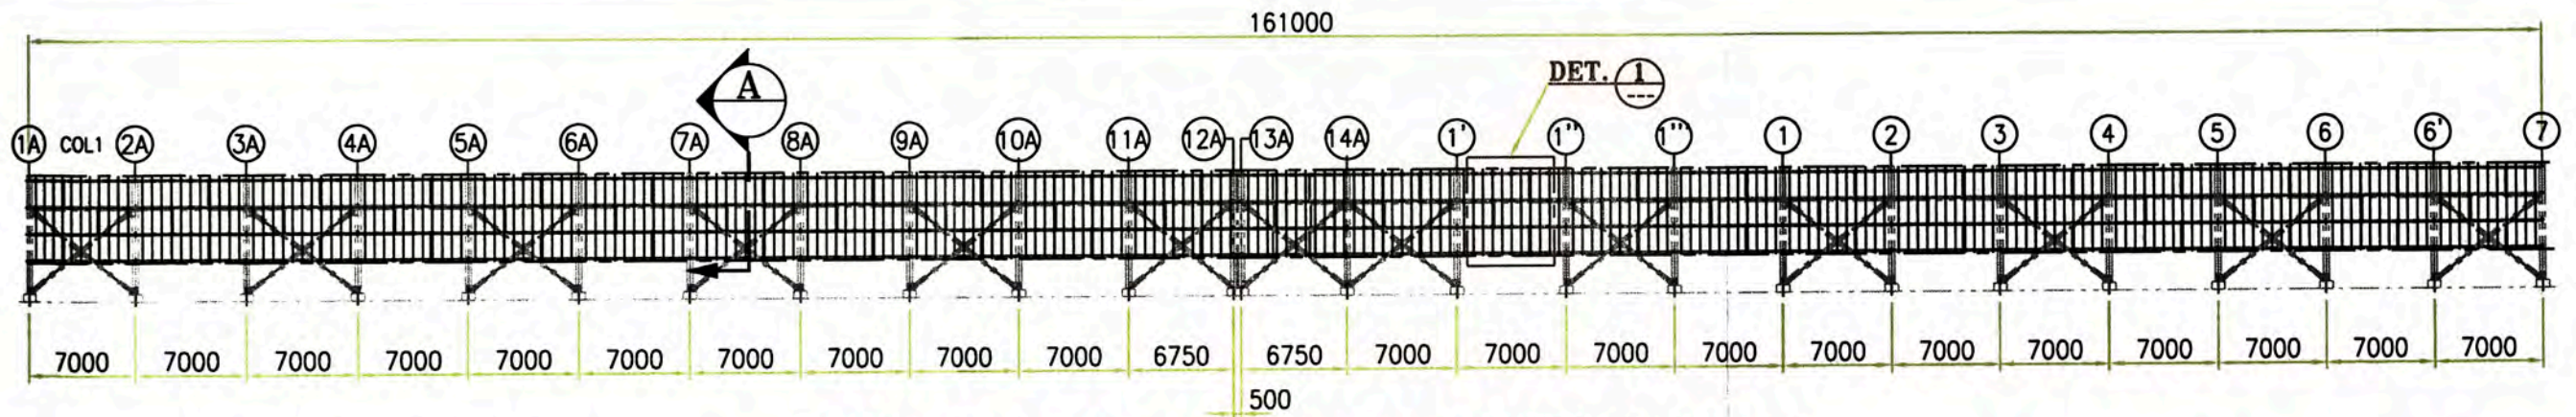 161000
A
DET. 1
---
1A COL1 2A 3A 4A 5A 6A 7A 8A 9A 10A 11A 12A 13A 14A 1' 1" 1" 1 2 3 4 5 6 6' 7
7000 7000 7000 7000 7000 7000 7000 7000 7000 7000 6750 6750 7000 7000 7000 7000 7000 7000 7000 7000 7000 7000 7000
500